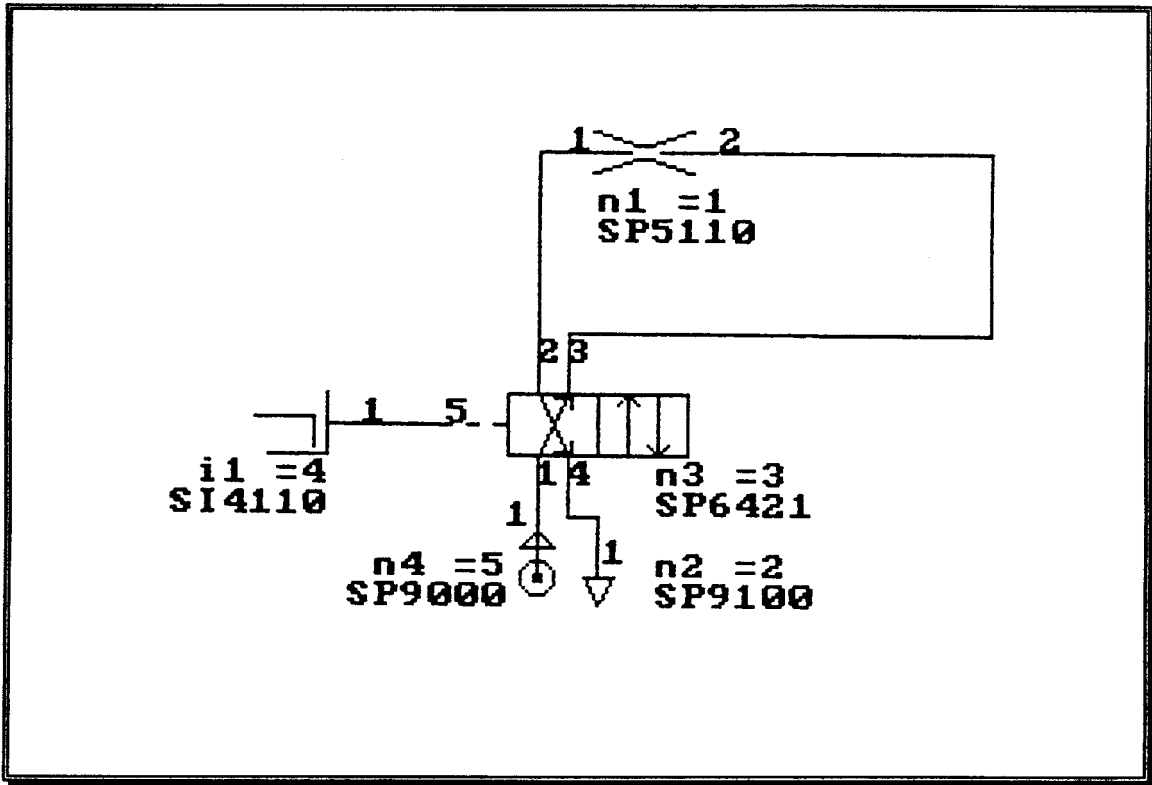 1 2
n1 =1
SP5110
2 3
1 5
i1 =4
SI4110
1 4
n3 =3
SP6421
1
n4 =5
SP9000
1
n2 =2
SP9100